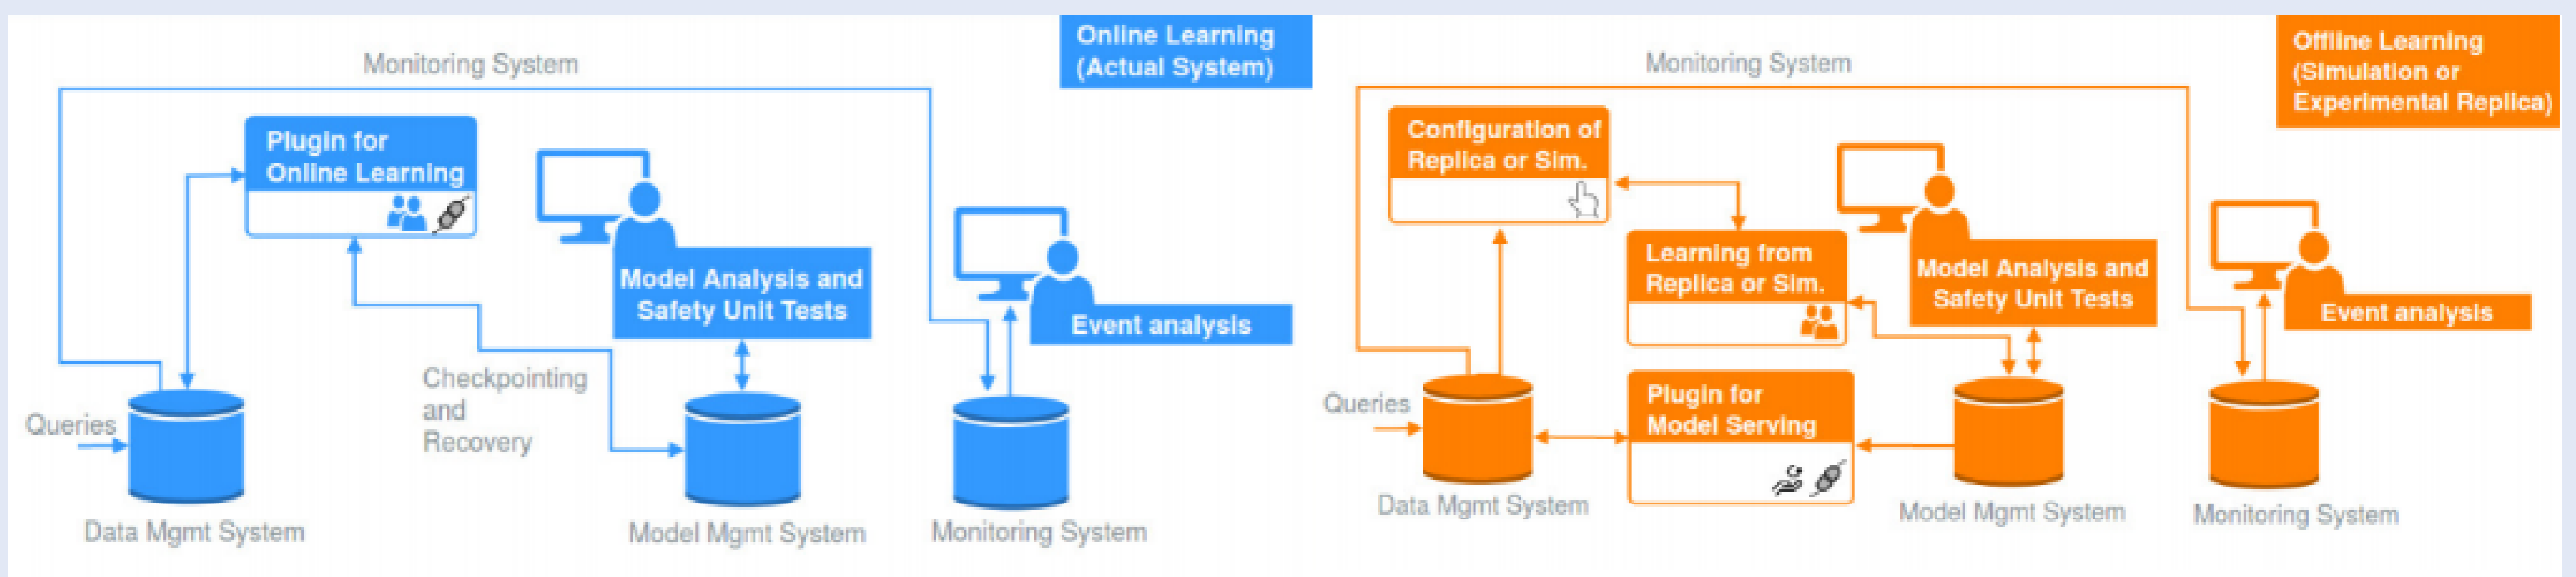 Online Learning
(Actual System)
Monitoring System
Plugin for
Online Learning
Model Analysis and
Safety Unit Tests
Event analysis
Checkpointing
and
Recovery
Queries
Data Mgmt System
Model Mgmt System
Monitoring System
Offline Learning
(Simulation or
Experimental Replica)
Monitoring System
Configuration of
Replica or Sim.
Learning from
Replica or Sim.
Model Analysis and
Safety Unit Tests
Event analysis
Queries
Plugin for
Model Serving
Data Mgmt System
Model Mgmt System
Monitoring System